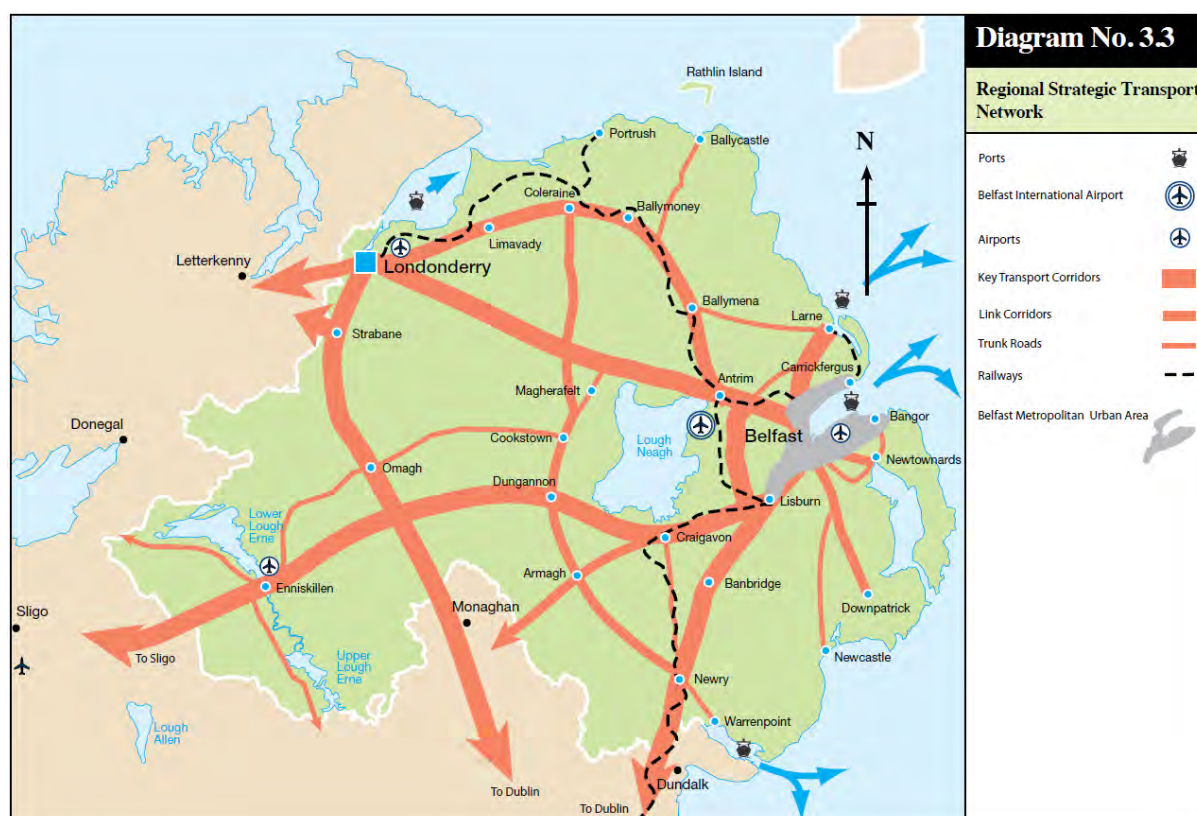 Diagram No. 3.3
Regional Strategic Transport
Network
Ports
Belfast International Airport
Airports
Key Transport Corridors
Link Corridors
Trunk Roads
Railways
Belfast Metropolitan Urban Area
N
Rathlin Island
Portrush
Ballycastle
Coleraine
Ballymoney
Limavady
Letterkenny
Londonderry
Strabane
Ballymena
Larne
Carrickfergus
Magherafelt
Antrim
Bangor
Donegal
Cookstown
Lough
Neagh
Belfast
Newtownards
Omagh
Dungannon
Lisburn
Lower
Lough
Erne
Craigavon
Enniskillen
Armagh
Banbridge
Downpatrick
Sligo
Monaghan
To Sligo
Upper
Lough
Erne
Newcastle
Newry
Warrenpoint
Lough
Allen
Dundalk
To Dublin
To Dublin